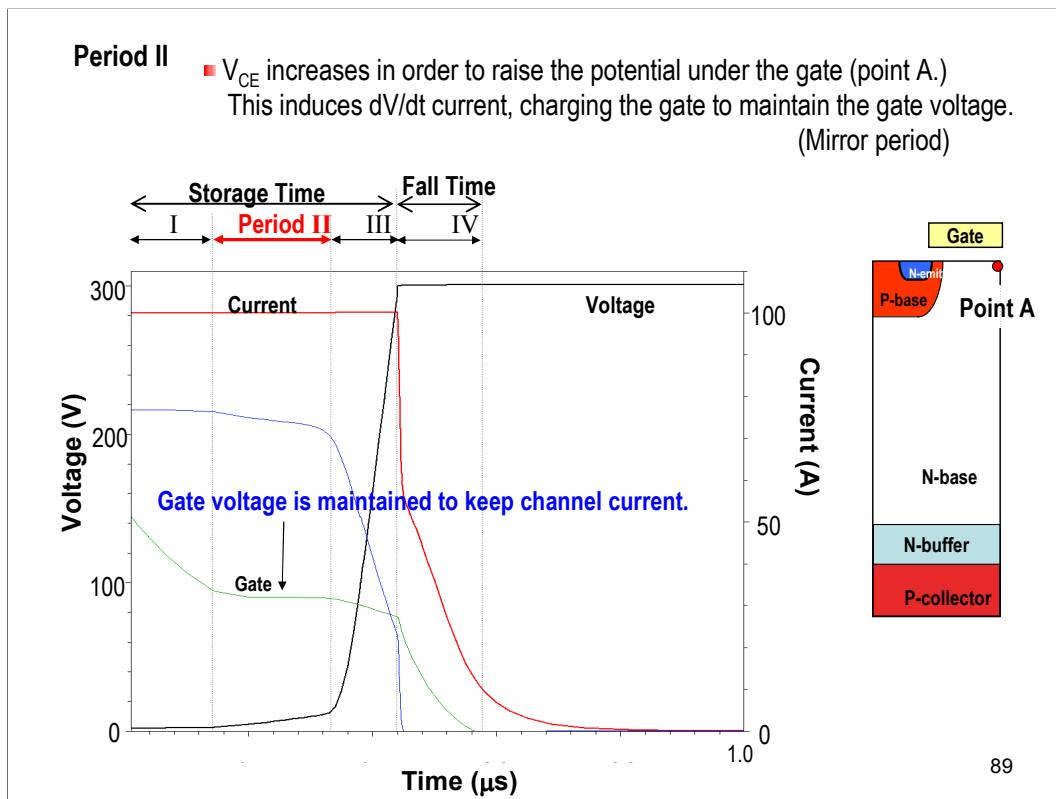 Period II
V_CE increases in order to raise the potential under the gate (point A.)
This induces dV/dt current, charging the gate to maintain the gate voltage.
(Mirror period)
Storage Time
Fall Time
I
Period II
III
IV
Gate
N-emit
P-base
Point A
N-base
N-buffer
P-collector
300
200
100
0
Voltage (V)
Current
Voltage
Gate voltage is maintained to keep channel current.
Gate
100
50
0
Current (A)
1.0
Time (μs)
89